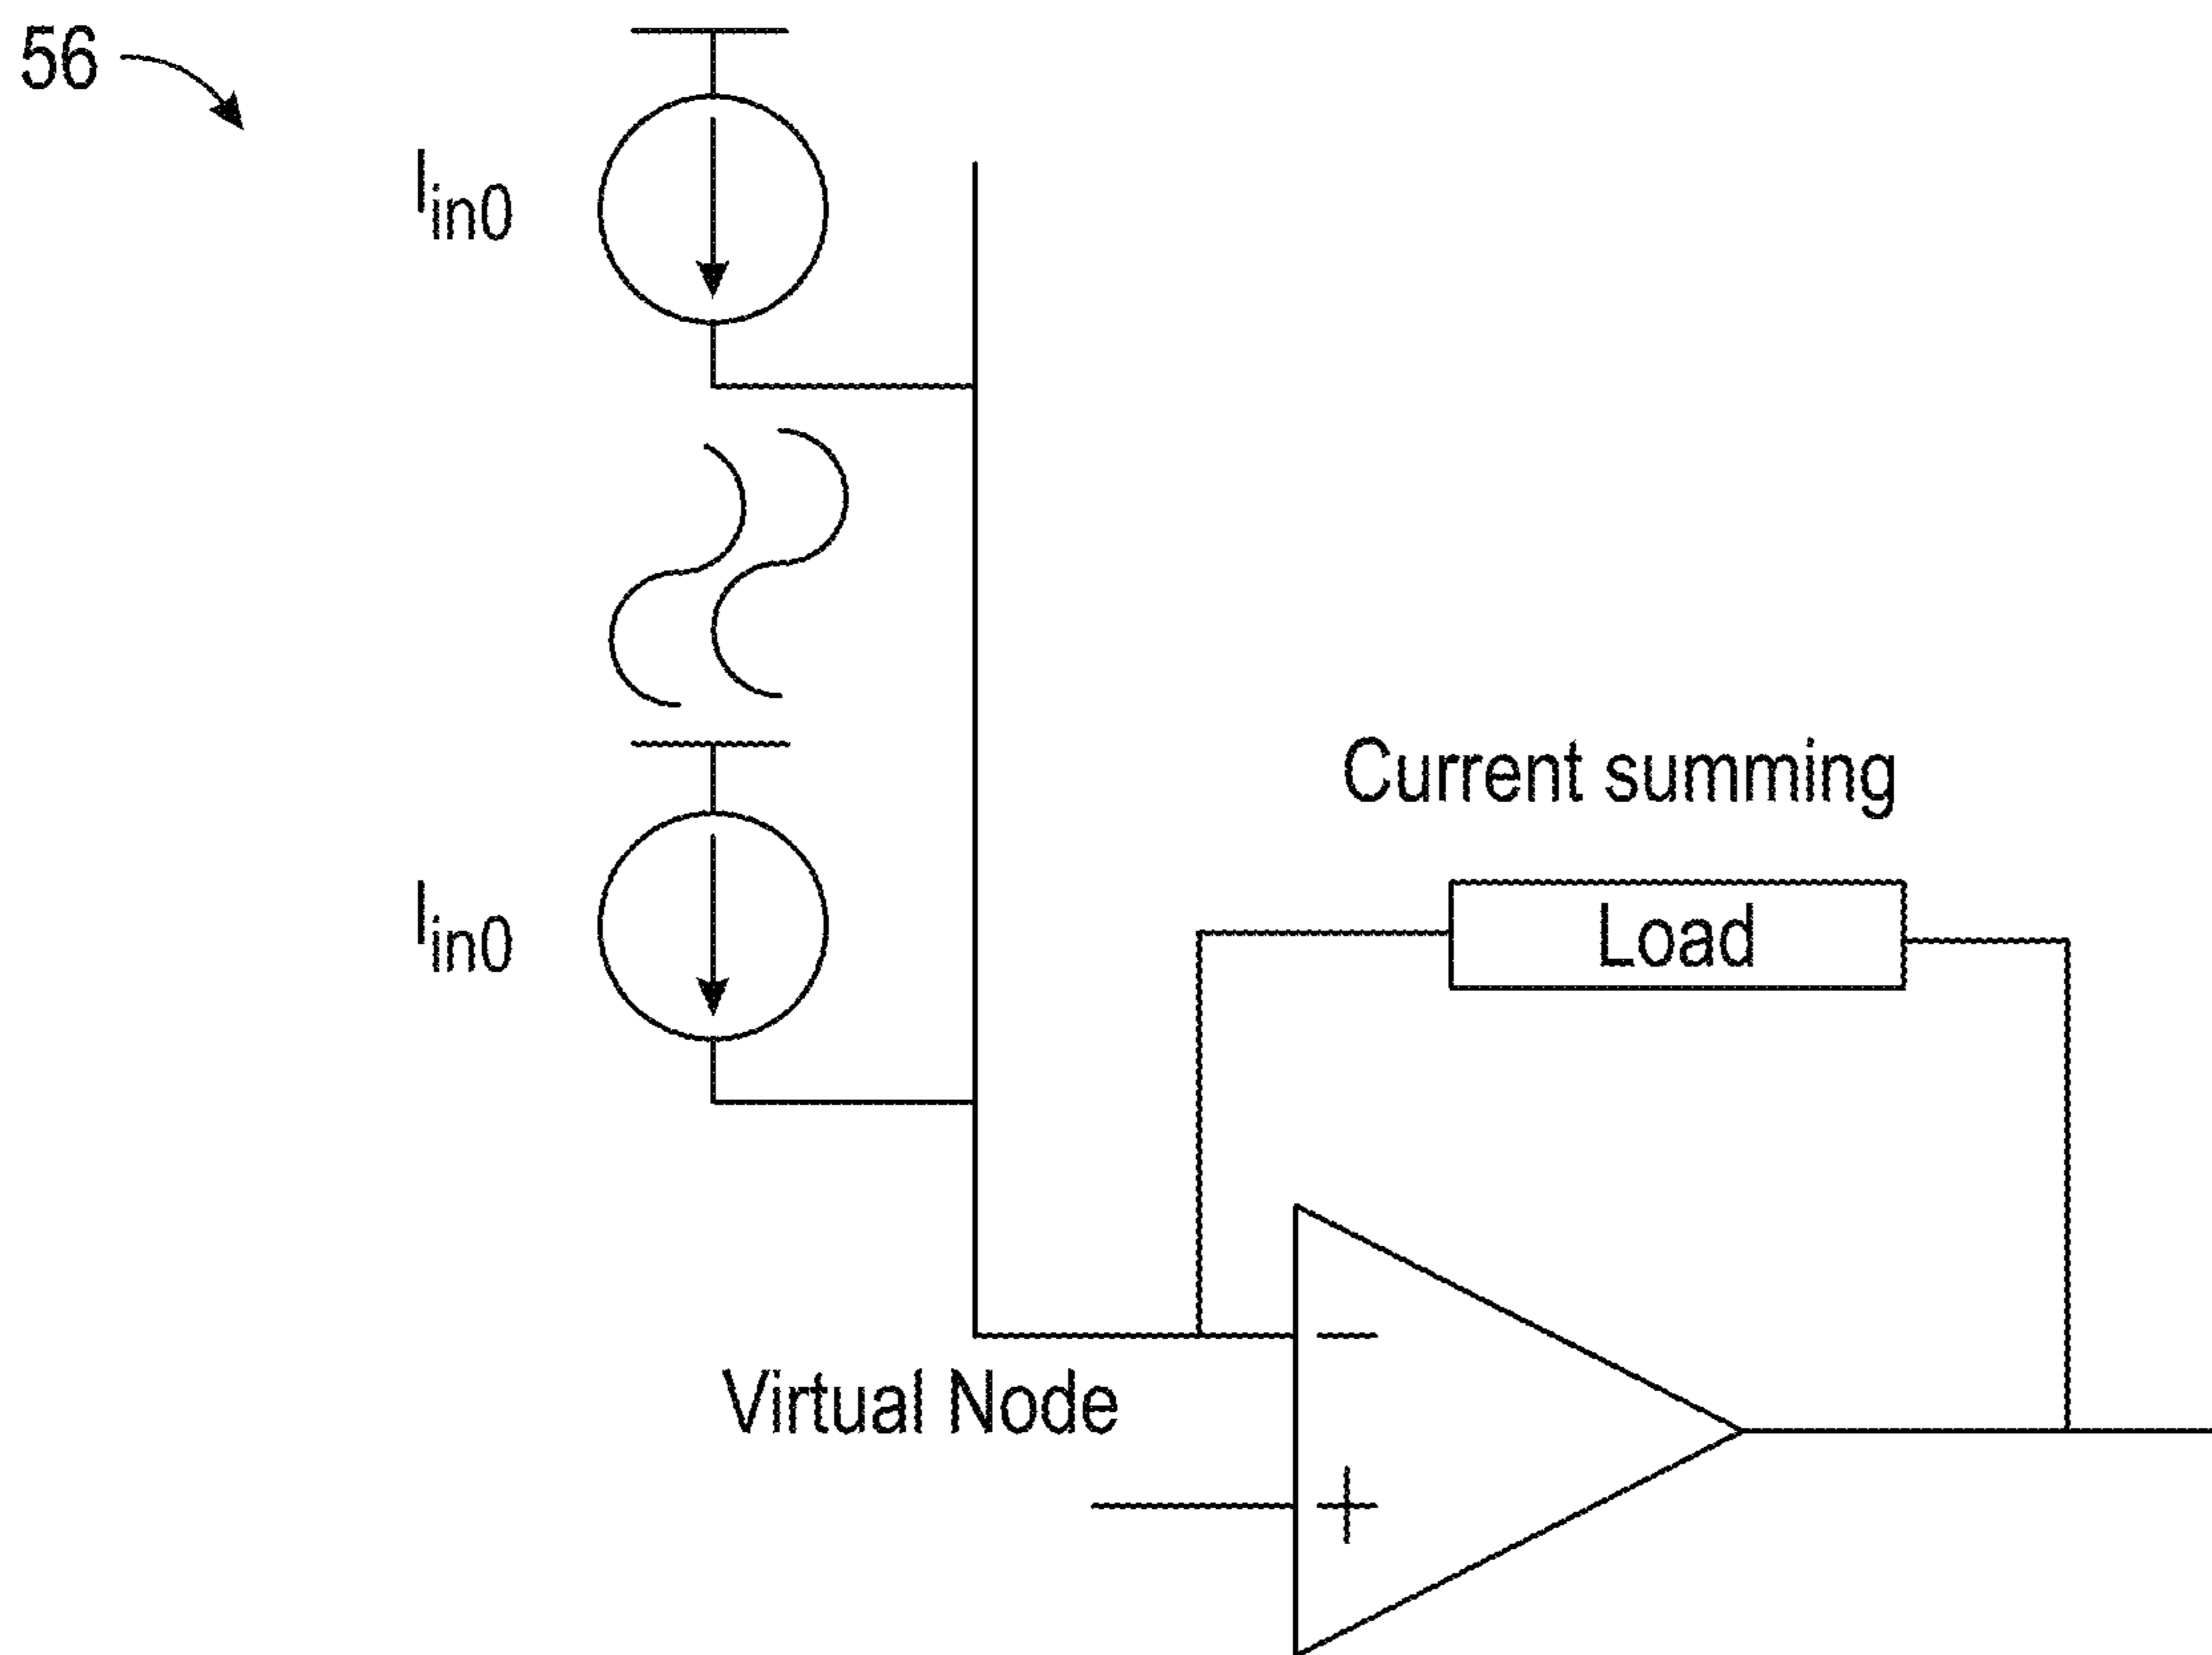 56
Iin0
Current summing
Iin0
Load
Virtual Node
−
+